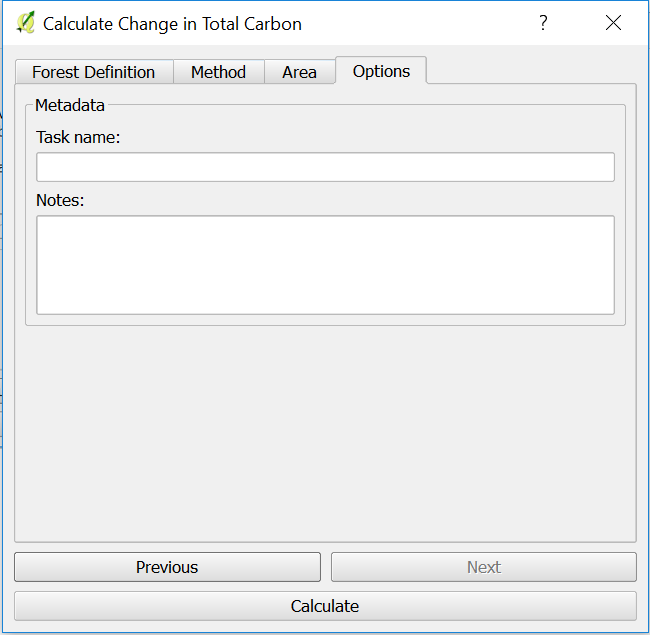 Calculate Change in Total Carbon ?
Forest Definition Method Area Options
Metadata
Task name:
Notes:
Previous Next
Calculate